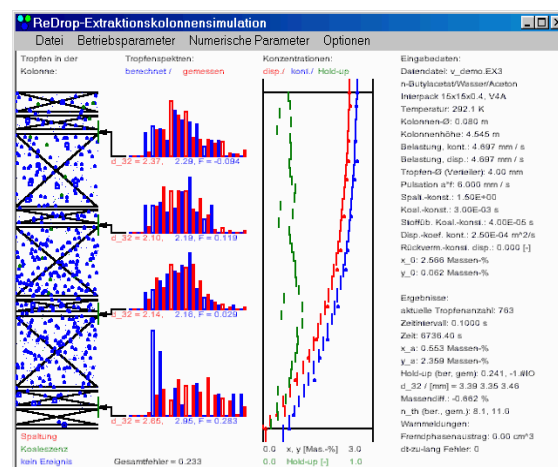 ReDrop-Extraktionskolonnensimulation
Datei Betriebsparameter Numerische Parameter Optionen
Tropfen in der
Kolonne:
Tropfenspektren:
berechnet / gemessen
Konzentrationen:
disp./ kont./ Hold-up
Eingabedaten:
Datendatei: v_demo.EX3
n-Butylacetat/Wasser/Aceton
Interpack 15x15x0.4, V4A
Temperatur: 292.1 K
Kolonnen-Ø: 0.080 m
Kolonnenhöhe: 4.545 m
Belastung, kont.: 4.697 mm / s
Belastung, disp.: 4.697 mm / s
Tropfen-Ø (Verteiler): 4.00 mm
Pulsation a*f: 6.000 mm / s
Spalt.-konst.: 1.50E+00
Koal.-konst.: 3.00E-03 s
Stoffüb. Koal.-konst.: 4.00E-05 s
Disp.-koef. kont.: 2.50E-04 m^2/s
Rückverm.-konst. disp.: 0.000 [-]
x_0: 2.566 Massen-%
y_0: 0.062 Massen-%
Ergebnisse:
aktuelle Tropfenanzahl: 763
Zeitintervall: 0.1000 s
Zeit: 6736.40 s
x_a: 0.553 Massen-%
y_a: 2.359 Massen-%
Hold-up (ber, gem): 0.241, -1.#IO
d_32 / [mm] = 3.39 3.35 3.46
Massendiff.: -0.662 %
n_th (ber., ger.): 8.1, 11.6
Warnmeldungen:
Fremdphasenaustrag: 0.00 cm^3
dt-zu-lang Fehler: 0
d_32 = 2.37, 2.29, F = -0.094
d_32 = 2.10, 2.19, F = 0.119
d_32 = 2.14, 2.16, F = 0.029
d_32 = 2.65, 2.95, F = 0.283
Spaltung
Koaleszenz
kein Ereignis
Gesamtfehler = 0.233
0.0 x, y [Mas.-%] 3.0
0.0 Hold-up [-] 1.0